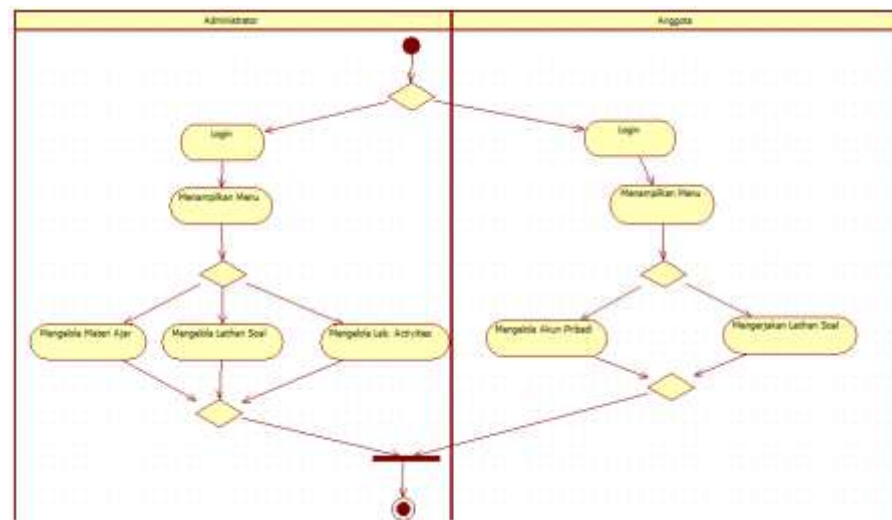 Administrator
Anggota
Login
Login
Menampilkan Menu
Menampilkan Menu
Mengelola Materi Ajar
Mengelola Latihan Soal
Mengelola Lab. Activities
Mengelola Akun Pribadi
Mengerjakan Latihan Soal